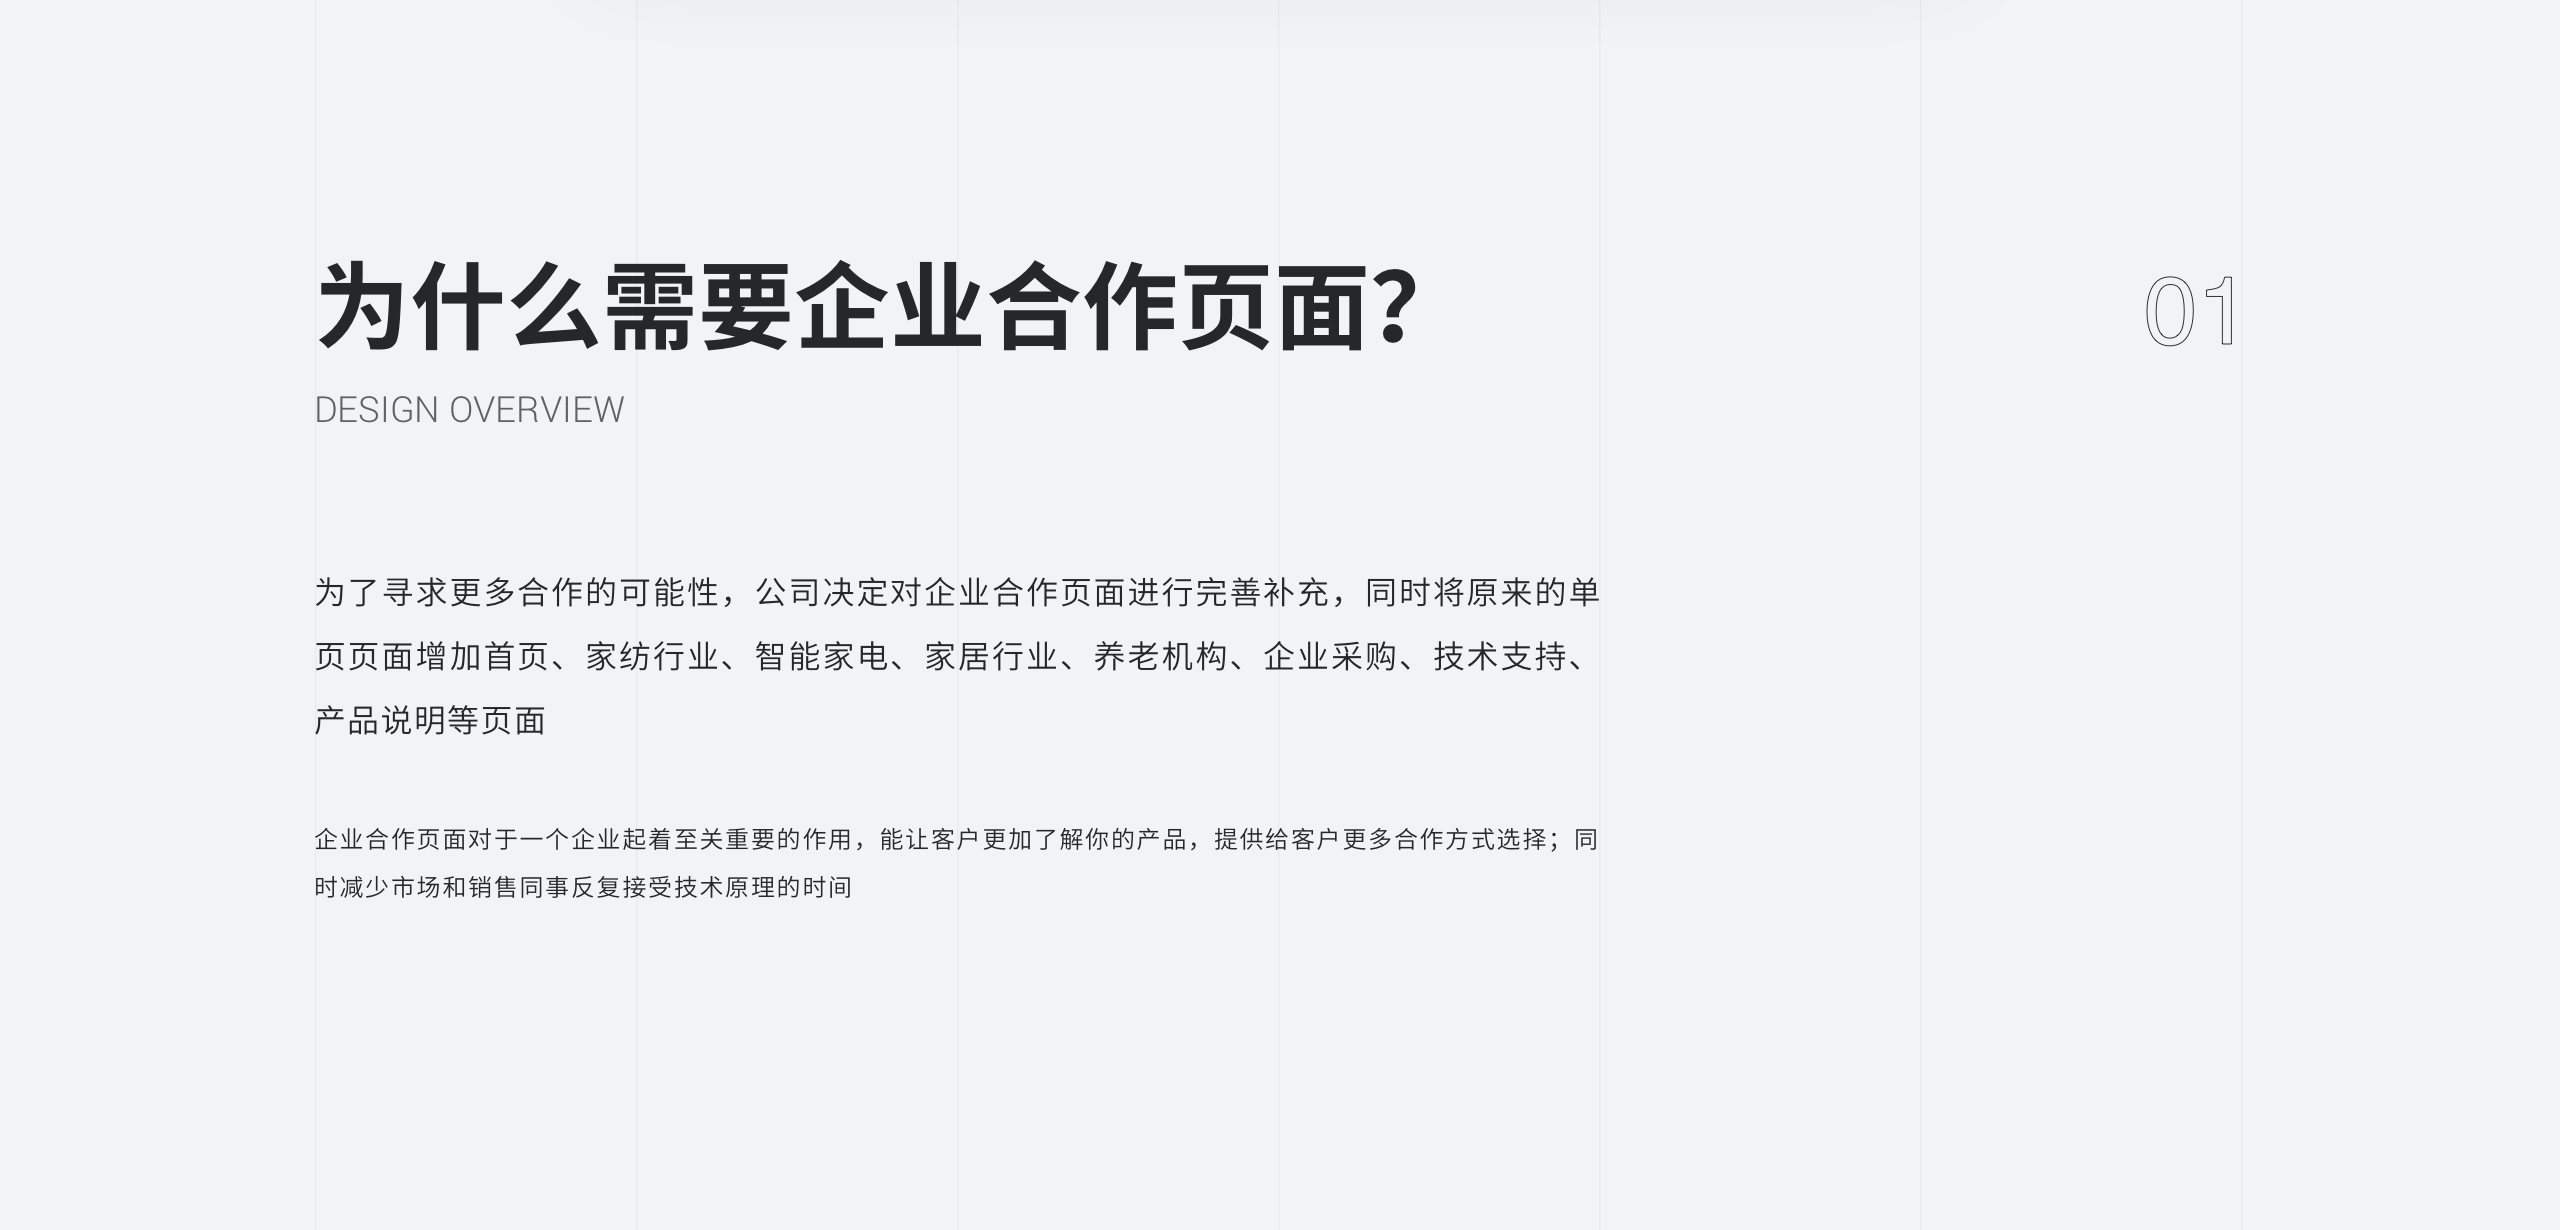 为什么需要企业合作页面？
01
DESIGN OVERVIEW
为了寻求更多合作的可能性，公司决定对企业合作页面进行完善补充，同时将原来的单
页页面增加首页、家纺行业、智能家电、家居行业、养老机构、企业采购、技术支持、
产品说明等页面
企业合作页面对于一个企业起着至关重要的作用，能让客户更加了解你的产品，提供给客户更多合作方式选择；同
时减少市场和销售同事反复接受技术原理的时间